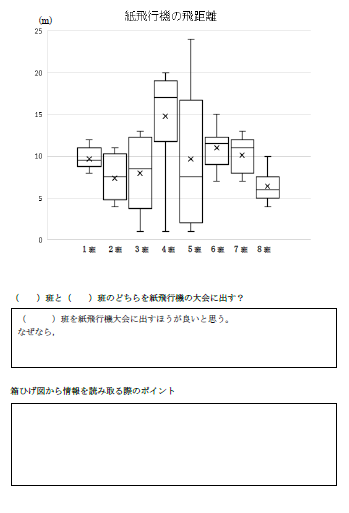 紙飛行機の飛距離
(m)
25
20
15
10
5
0
1班 2班 3班 4班 5班 6班 7班 8班
（　　）班と（　　）班のどちらを紙飛行機の大会に出す？
（　　　）班を紙飛行機大会に出すほうが良いと思う。
なぜなら，
箱ひげ図から情報を読み取る際のポイント